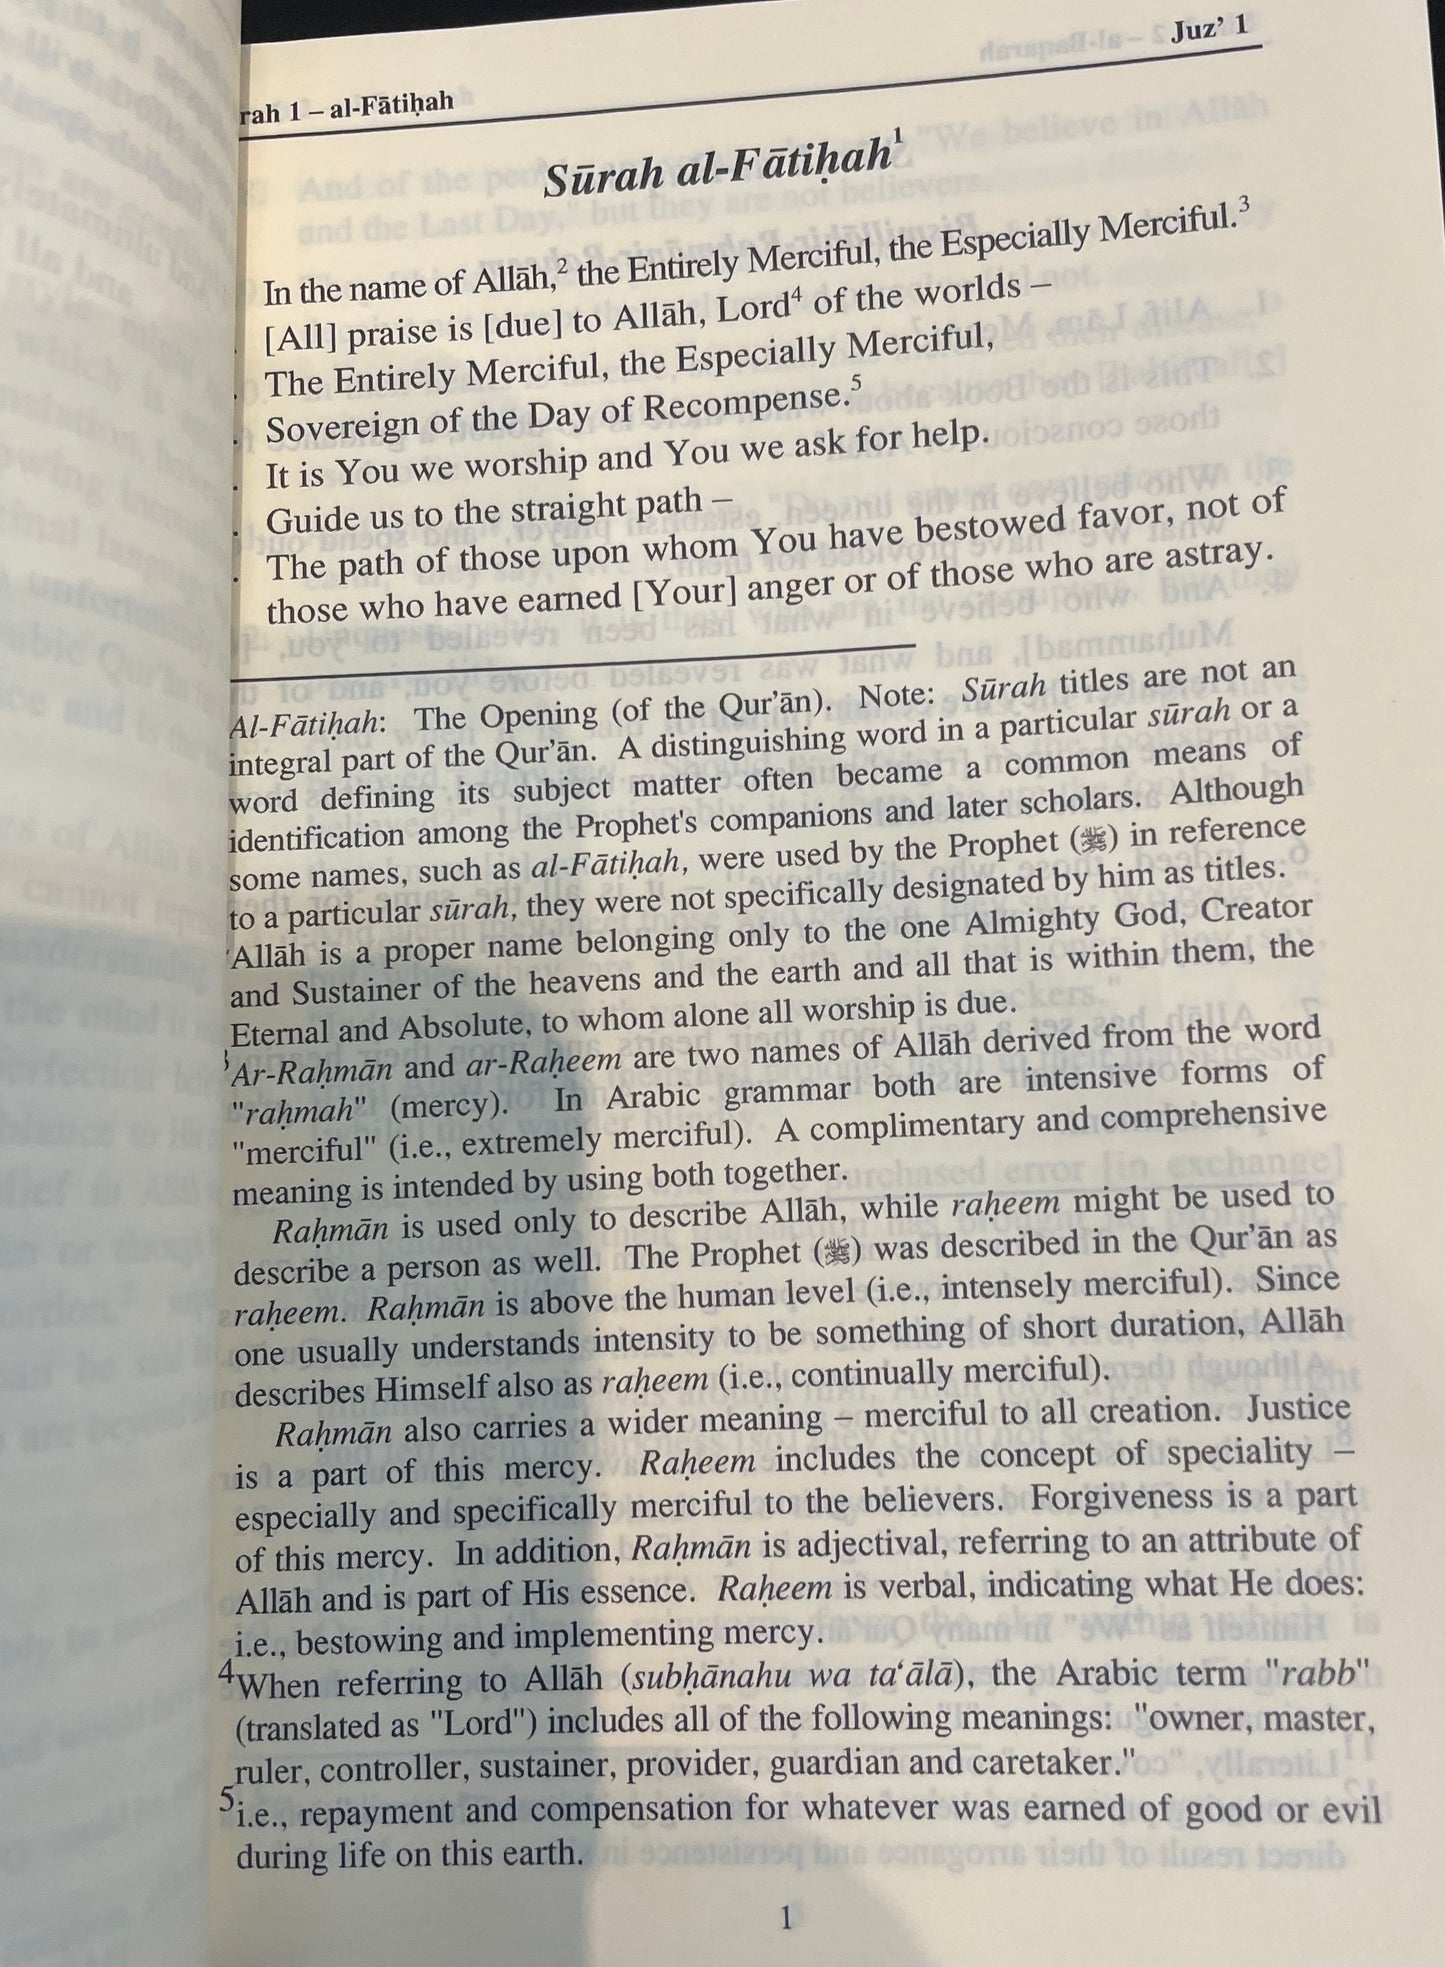 rah 1 – al-Fātiḥah
Juz’ 1
Sūrah al-Fātiḥah1
In the name of Allāh,2 the Entirely Merciful, the Especially Merciful.3
. [All] praise is [due] to Allāh, Lord4 of the worlds –
. The Entirely Merciful, the Especially Merciful,
. Sovereign of the Day of Recompense.5
. It is You we worship and You we ask for help.
. Guide us to the straight path –
. The path of those upon whom You have bestowed favor, not of
those who have earned [Your] anger or of those who are astray.
Al-Fātiḥah: The Opening (of the Qur’ān). Note: Sūrah titles are not an
integral part of the Qur’ān. A distinguishing word in a particular sūrah or a
word defining its subject matter often became a common means of
identification among the Prophet's companions and later scholars. Although
some names, such as al-Fātiḥah, were used by the Prophet (ﷺ) in reference
to a particular sūrah, they were not specifically designated by him as titles.
Allāh is a proper name belonging only to the one Almighty God, Creator
and Sustainer of the heavens and the earth and all that is within them, the
Eternal and Absolute, to whom alone all worship is due.
3Ar-Raḥmān and ar-Raḥeem are two names of Allāh derived from the word
"raḥmah" (mercy). In Arabic grammar both are intensive forms of
"merciful" (i.e., extremely merciful). A complimentary and comprehensive
meaning is intended by using both together.
Raḥmān is used only to describe Allāh, while raḥeem might be used to
describe a person as well. The Prophet (ﷺ) was described in the Qur’ān as
raḥeem. Raḥmān is above the human level (i.e., intensely merciful). Since
one usually understands intensity to be something of short duration, Allāh
describes Himself also as raḥeem (i.e., continually merciful).
Raḥmān also carries a wider meaning – merciful to all creation. Justice
is a part of this mercy. Raḥeem includes the concept of speciality –
especially and specifically merciful to the believers. Forgiveness is a part
of this mercy. In addition, Raḥmān is adjectival, referring to an attribute of
Allāh and is part of His essence. Raḥeem is verbal, indicating what He does:
i.e., bestowing and implementing mercy.
4When referring to Allāh (subḥānahu wa ta‘ālā), the Arabic term "rabb"
(translated as "Lord") includes all of the following meanings: "owner, master,
ruler, controller, sustainer, provider, guardian and caretaker."
5i.e., repayment and compensation for whatever was earned of good or evil
during life on this earth.
1